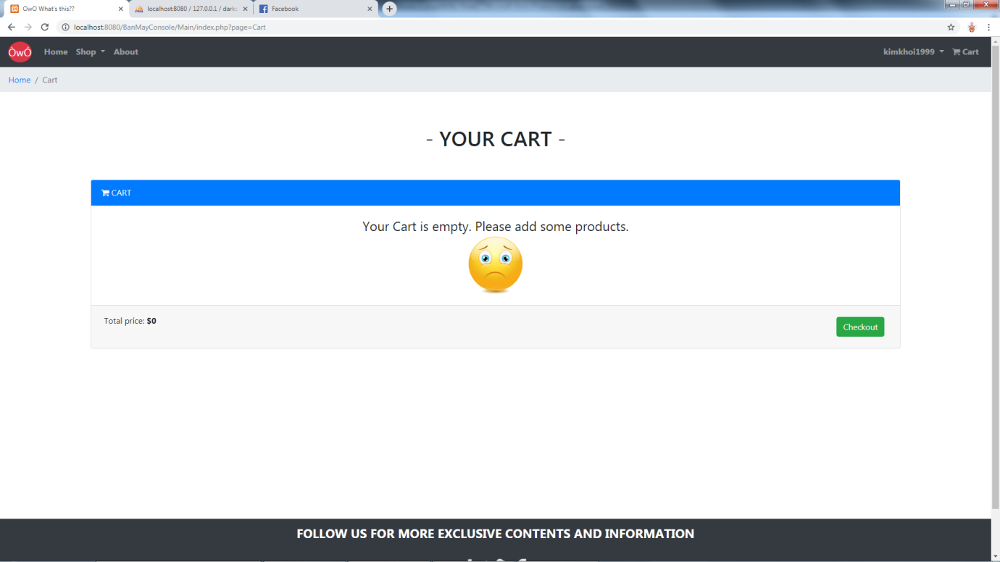 OwO What's this??
localhost:8080 / 127.0.0.1 / darks
Facebook
localhost:8080/BanMayConsole/Main/index.php?page=Cart
ÒwÓ
Home
Shop
About
kimkhoi1999
Cart
Home / Cart
- YOUR CART -
CART
Your Cart is empty. Please add some products.
Total price: $0
Checkout
FOLLOW US FOR MORE EXCLUSIVE CONTENTS AND INFORMATION